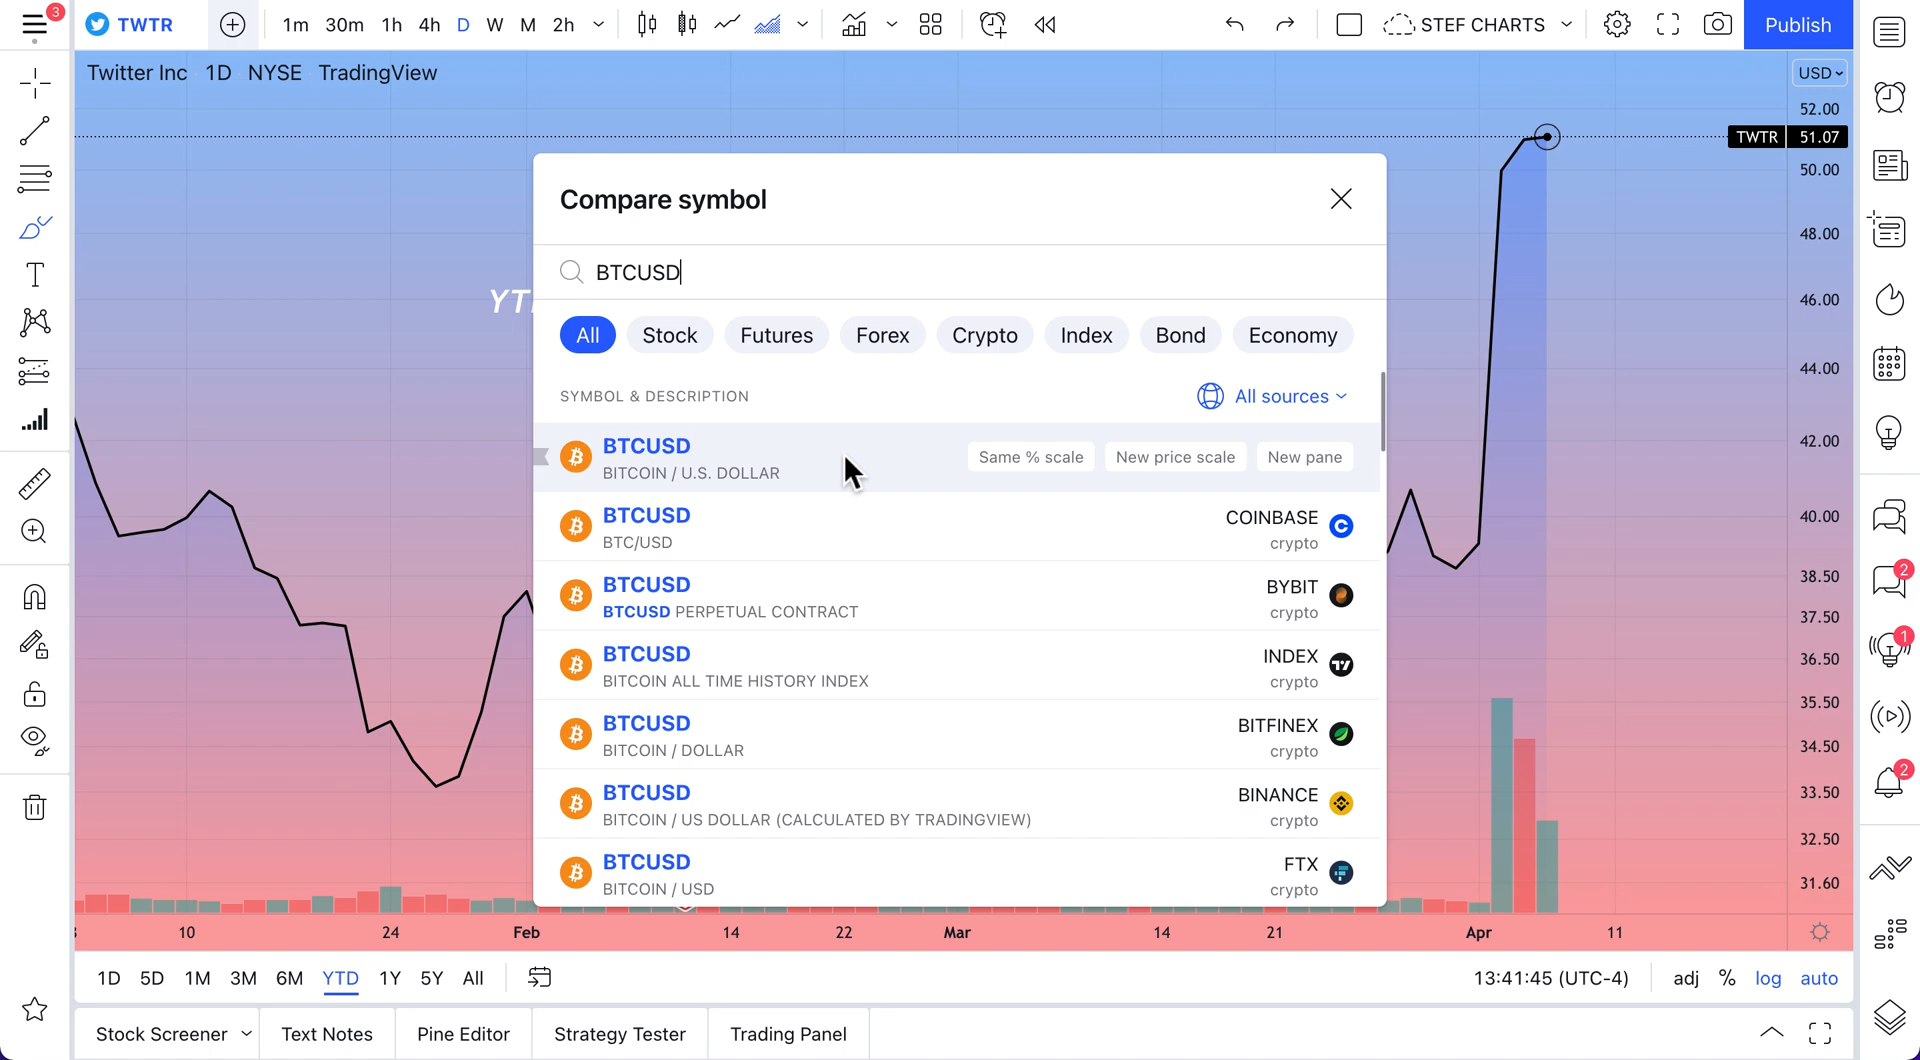 3
TWTR 1m 30m 1h 4h D W M 2h STEF CHARTS Publish
Twitter Inc 1D NYSE TradingView
USD
52.00
TWTR 51.07
50.00
48.00
46.00
44.00
42.00
40.00
38.50
37.50
36.50
35.50
34.50
33.50
32.50
31.60
Compare symbol
BTCUSD
All Stock Futures Forex Crypto Index Bond Economy
SYMBOL & DESCRIPTION All sources
BTCUSD
BITCOIN / U.S. DOLLAR
Same % scale New price scale New pane
BTCUSD COINBASE
BTC/USD crypto
BTCUSD BYBIT
BTCUSD PERPETUAL CONTRACT crypto
BTCUSD INDEX
BITCOIN ALL TIME HISTORY INDEX crypto
BTCUSD BITFINEX
BITCOIN / DOLLAR crypto
BTCUSD BINANCE
BITCOIN / US DOLLAR (CALCULATED BY TRADINGVIEW) crypto
BTCUSD FTX
BITCOIN / USD crypto
2
1
2
10 24 Feb 14 22 Mar 14 21 Apr 11
1D 5D 1M 3M 6M YTD 1Y 5Y All 13:41:45 (UTC-4) adj % log auto
Stock Screener Text Notes Pine Editor Strategy Tester Trading Panel